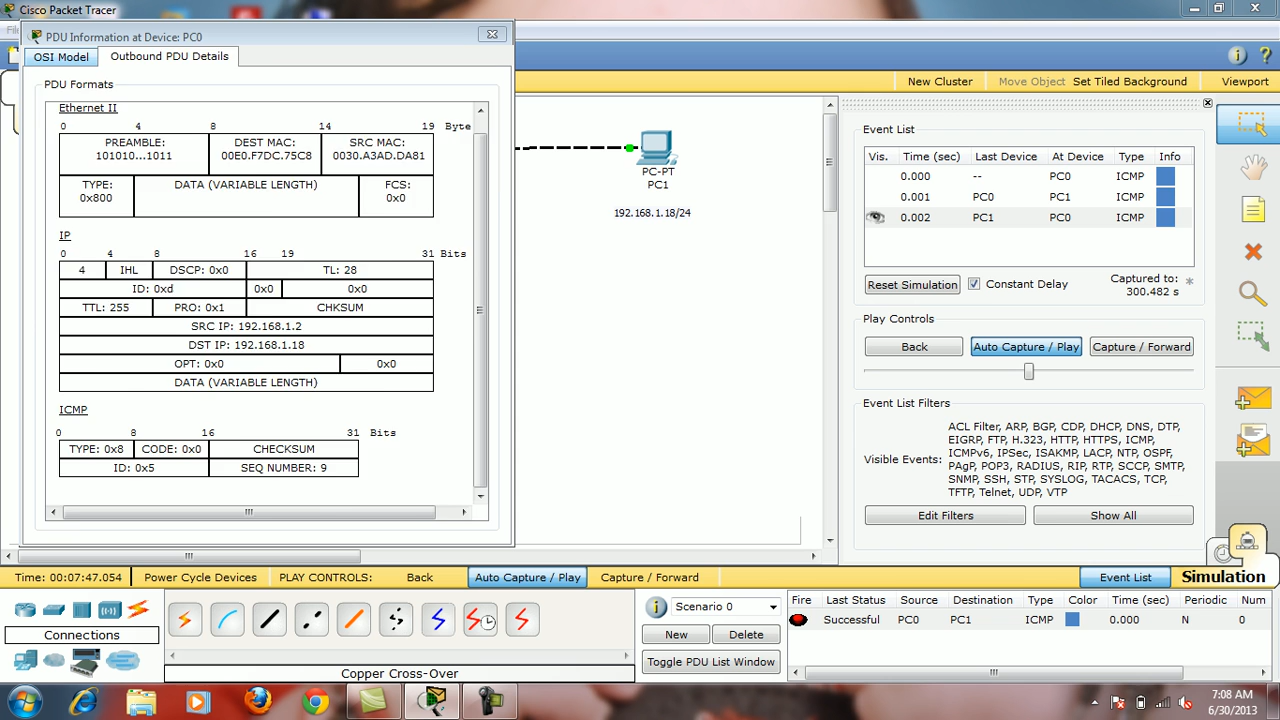 Cisco Packet Tracer
PDU Information at Device: PC0
OSI Model
Outbound PDU Details
PDU Formats
Ethernet II
0 4 8 14 19 Byte
PREAMBLE: 101010...1011
DEST MAC: 00E0.F7DC.75C8
SRC MAC: 0030.A3AD.DA81
TYPE: 0x800
DATA (VARIABLE LENGTH)
FCS: 0x0
IP
0 4 8 16 19 31 Bits
4 IHL DSCP: 0x0 TL: 28
ID: 0xd 0x0 0x0
TTL: 255 PRO: 0x1 CHKSUM
SRC IP: 192.168.1.2
DST IP: 192.168.1.18
OPT: 0x0 0x0
DATA (VARIABLE LENGTH)
ICMP
0 8 16 31 Bits
TYPE: 0x8 CODE: 0x0 CHECKSUM
ID: 0x5 SEQ NUMBER: 9
New Cluster Move Object Set Tiled Background Viewport
PC-PT
PC1
192.168.1.18/24
Event List
Vis. Time (sec) Last Device At Device Type Info
0.000 -- PC0 ICMP
0.001 PC0 PC1 ICMP
0.002 PC1 PC0 ICMP
Reset Simulation
Constant Delay
Captured to: *
300.482 s
Play Controls
Back
Auto Capture / Play
Capture / Forward
Event List Filters
Visible Events:
ACL Filter, ARP, BGP, CDP, DHCP, DNS, DTP,
EIGRP, FTP, H.323, HTTP, HTTPS, ICMP,
ICMPv6, IPSec, ISAKMP, LACP, NTP, OSPF,
PAgP, POP3, RADIUS, RIP, RTP, SCCP, SMTP,
SNMP, SSH, STP, SYSLOG, TACACS, TCP,
TFTP, Telnet, UDP, VTP
Edit Filters
Show All
Time: 00:07:47.054 Power Cycle Devices PLAY CONTROLS: Back Auto Capture / Play Capture / Forward
Event List
Simulation
Connections
Copper Cross-Over
Scenario 0
New
Delete
Toggle PDU List Window
Fire Last Status Source Destination Type Color Time (sec) Periodic Num
Successful PC0 PC1 ICMP 0.000 N 0
7:08 AM
6/30/2013